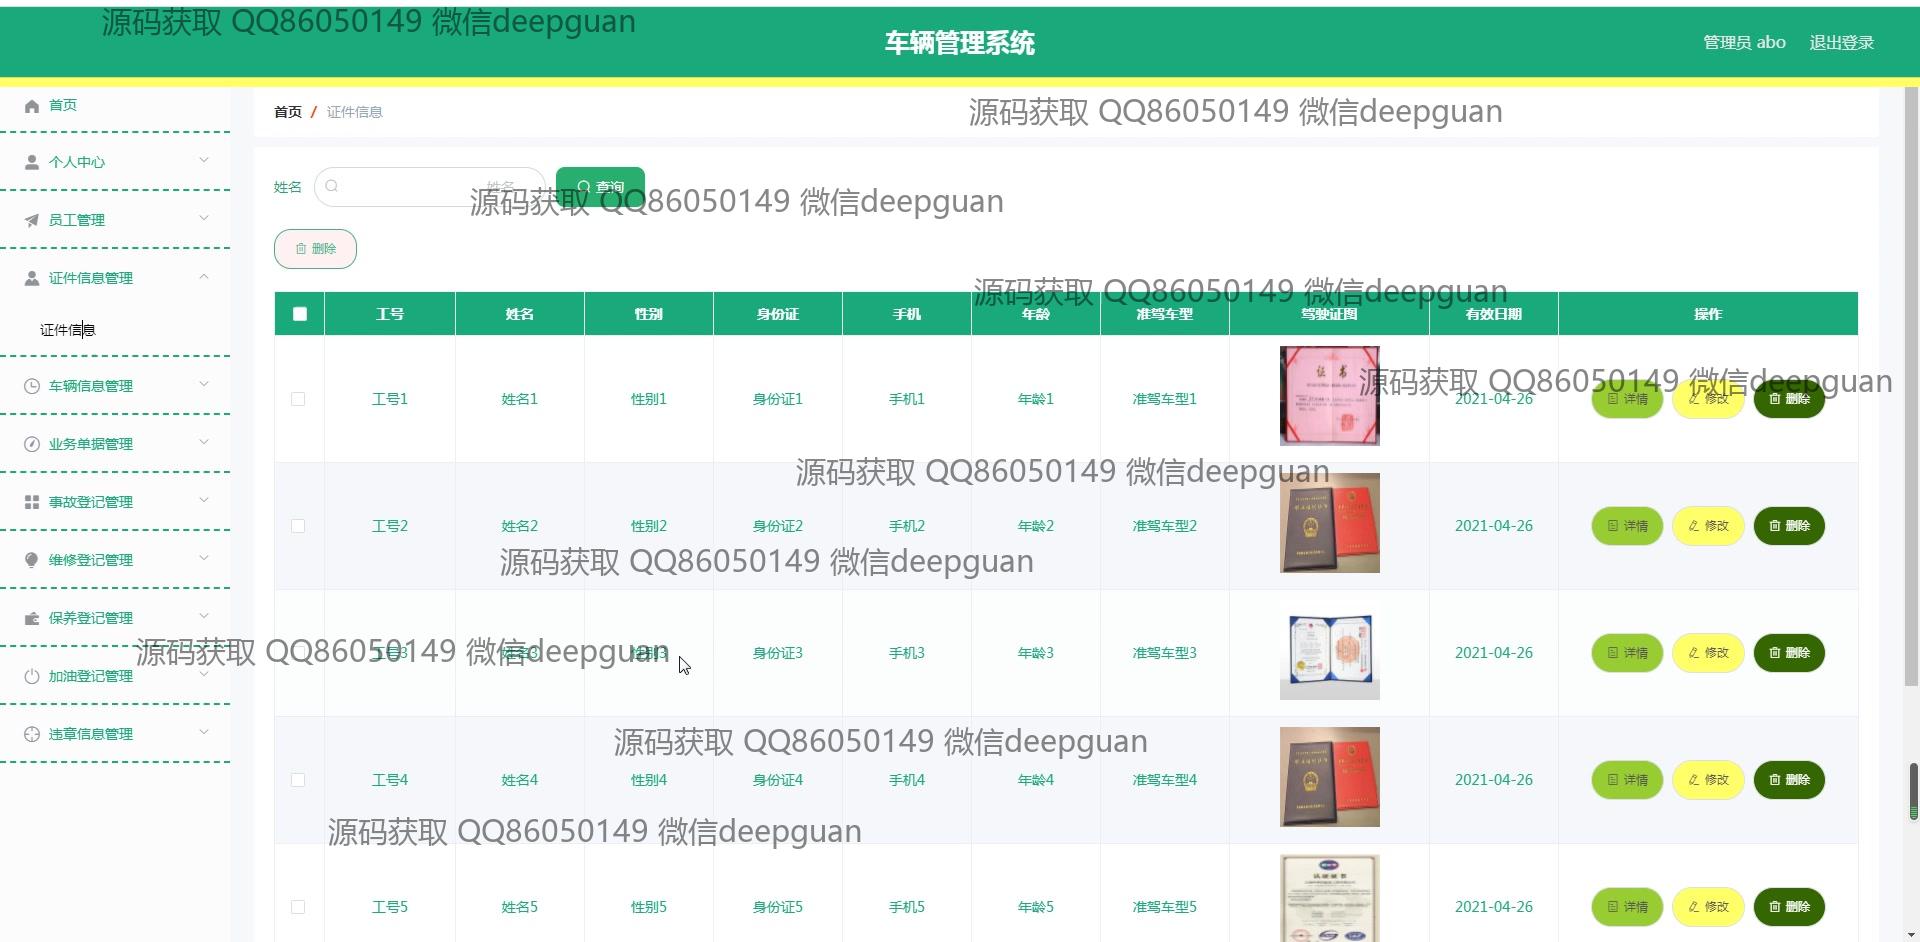 源码获取 QQ86050149 微信deepguan
车辆管理系统
管理员 abo 退出登录
首页
个人中心
员工管理
证件信息管理
证件信息
车辆信息管理
业务单据管理
事故登记管理
维修登记管理
保养登记管理
加油登记管理
违章信息管理
首页 / 证件信息
源码获取 QQ86050149 微信deepguan
姓名 姓名 查询
源码获取 QQ86050149 微信deepguan
删除
源码获取 QQ86050149 微信deepguan
工号 姓名 性别 身份证 手机 年龄 准驾车型 驾驶证图 有效日期 操作
证书
源码获取 QQ86050149 微信deepguan
工号1 姓名1 性别1 身份证1 手机1 年龄1 准驾车型1 2021-04-26 详情 修改 删除
源码获取 QQ86050149 微信deepguan
工号2 姓名2 性别2 身份证2 手机2 年龄2 准驾车型2 2021-04-26 详情 修改 删除
源码获取 QQ86050149 微信deepguan
工号3 姓名3 性别3 身份证3 手机3 年龄3 准驾车型3 2021-04-26 详情 修改 删除
源码获取 QQ86050149 微信deepguan
源码获取 QQ86050149 微信deepguan
工号4 姓名4 性别4 身份证4 手机4 年龄4 准驾车型4 2021-04-26 详情 修改 删除
源码获取 QQ86050149 微信deepguan
工号5 姓名5 性别5 身份证5 手机5 年龄5 准驾车型5 2021-04-26 详情 修改 删除